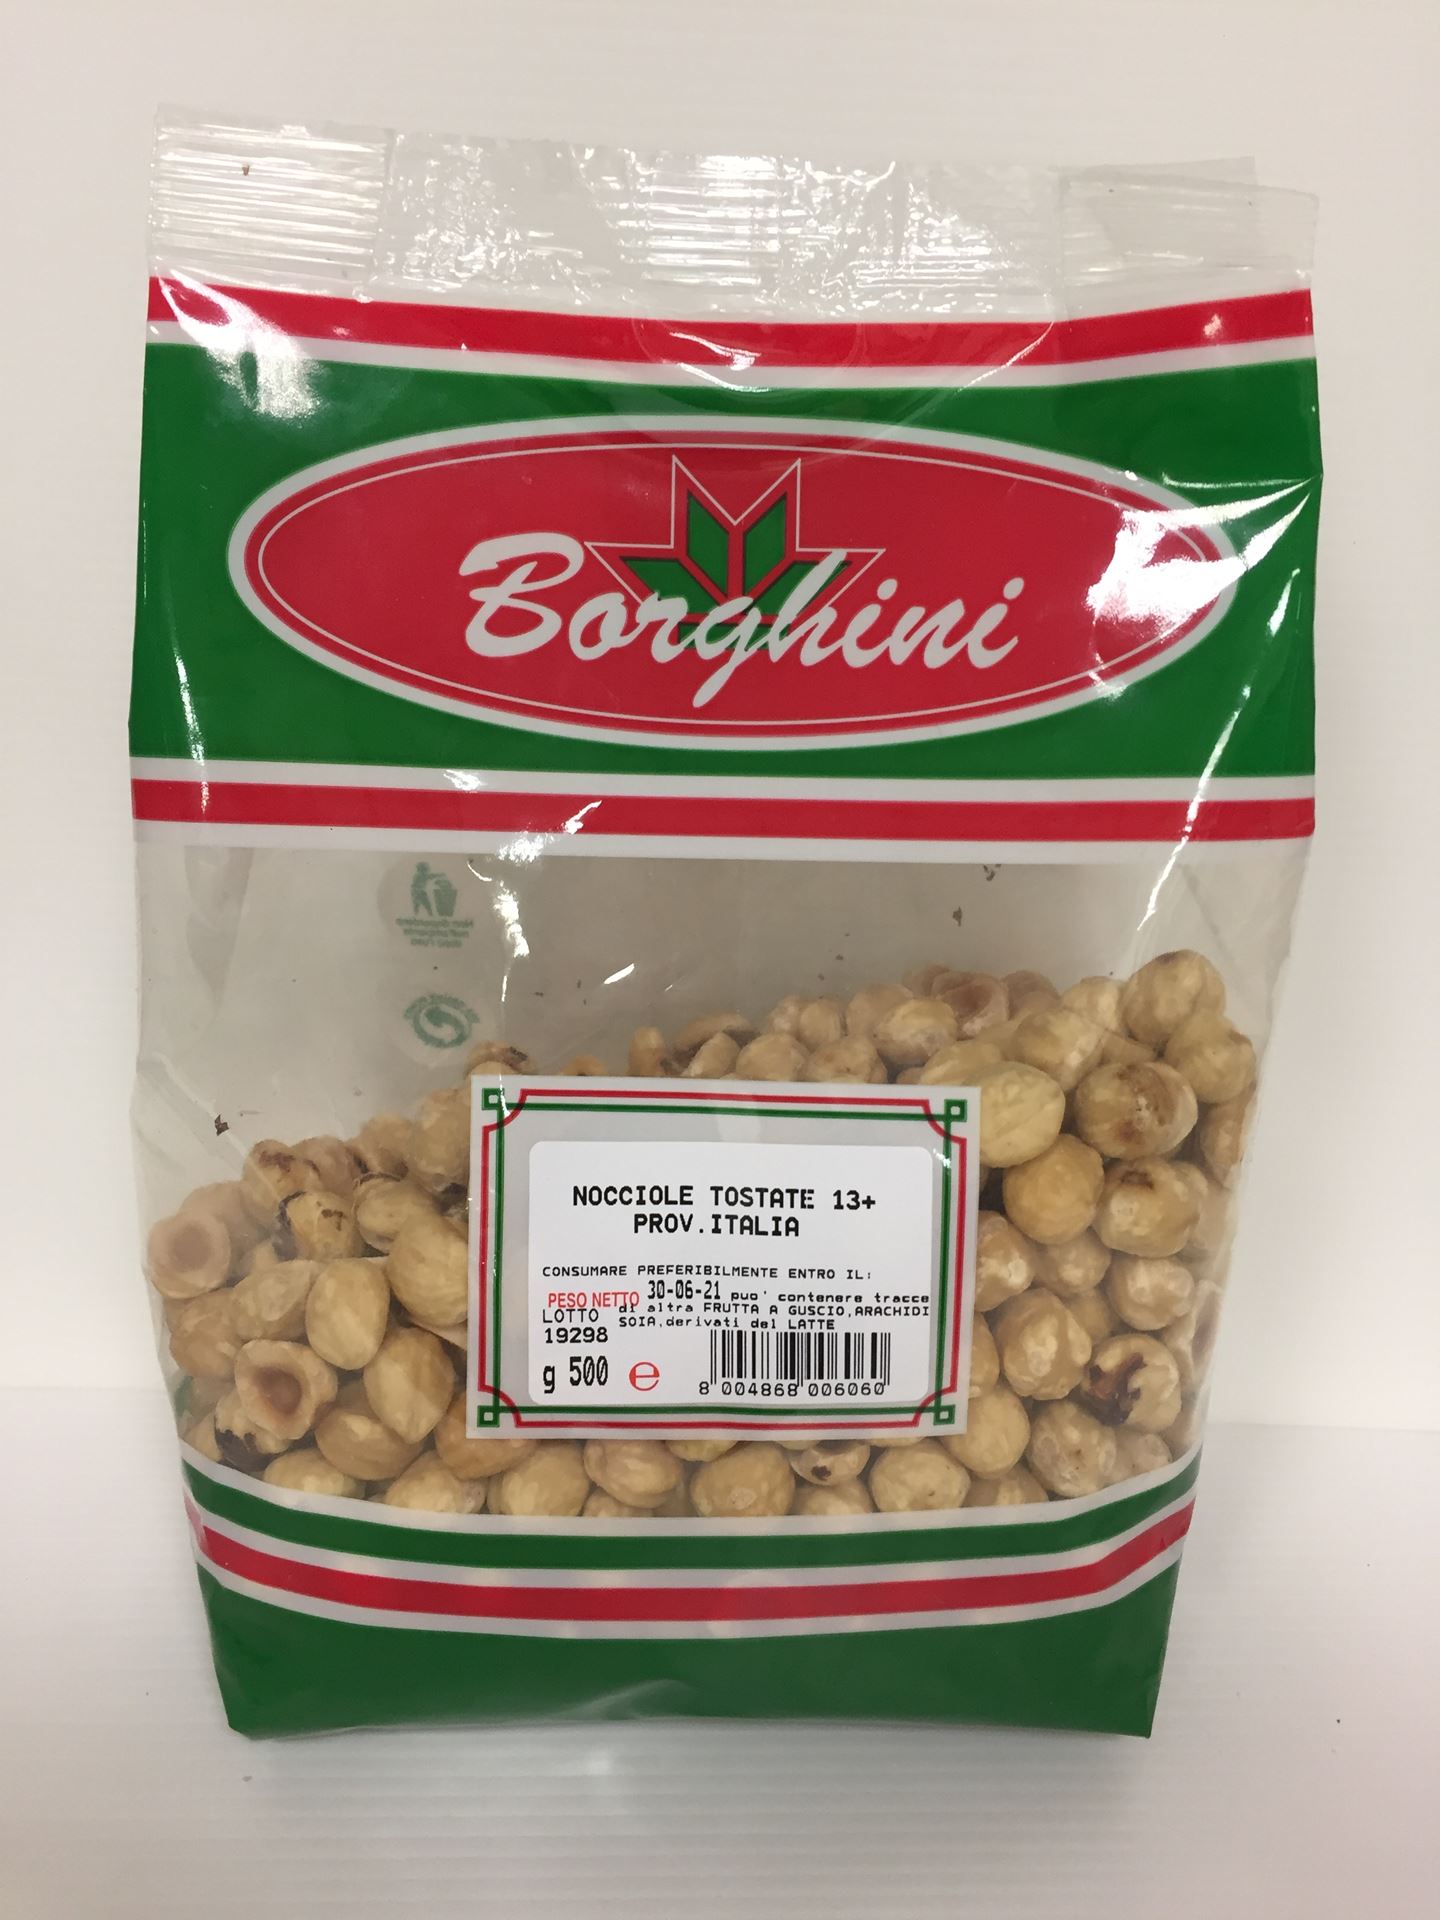 Borghini
NOCCIOLE TOSTATE 13+
PROV.ITALIA
CONSUMARE PREFERIBILMENTE ENTRO IL:
PESO NETTO 30-06-21 puo' contenere tracce
LOTTO di altra FRUTTA A GUSCIO,ARACHIDI
19298 SOIA,derivati del LATTE
g 500 e
8 004868 006060